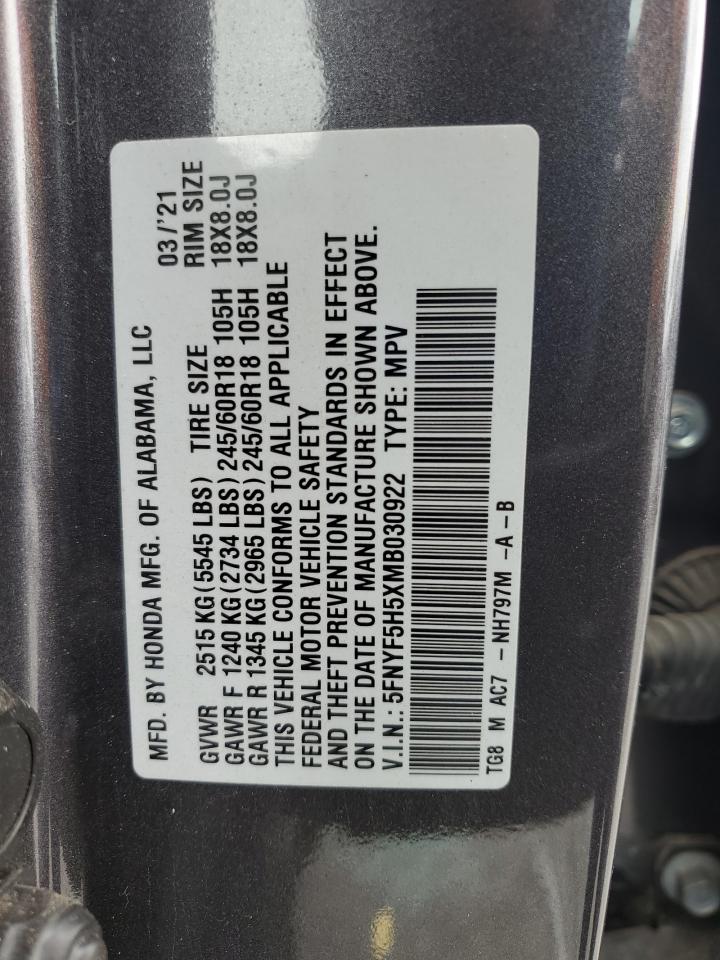 MFD. BY HONDA MFG. OF ALABAMA, LLC 03/'21
GVWR 2515 KG(5545 LBS) TIRE SIZE RIM SIZE
GAWR F 1240 KG(2734 LBS) 245/60R18 105H 18X8.0J
GAWR R 1345 KG(2965 LBS) 245/60R18 105H 18X8.0J
THIS VEHICLE CONFORMS TO ALL APPLICABLE
FEDERAL MOTOR VEHICLE SAFETY
AND THEFT PREVENTION STANDARDS IN EFFECT
ON THE DATE OF MANUFACTURE SHOWN ABOVE.
V.I.N.: 5FNYF5H5XMB030922 TYPE: MPV
TG8 M AC7 -NH797M -A-B